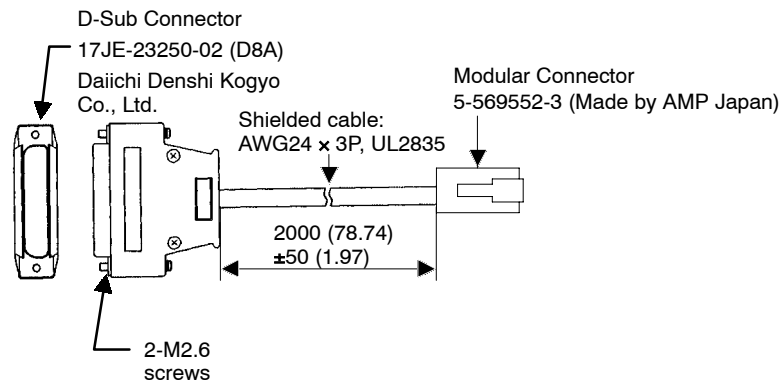 D-Sub Connector
17JE-23250-02 (D8A)
Daiichi Denshi Kogyo
Co., Ltd.
Modular Connector
5-569552-3 (Made by AMP Japan)
Shielded cable:
AWG24 × 3P, UL2835
2000 (78.74)
±50 (1.97)
2-M2.6
screws